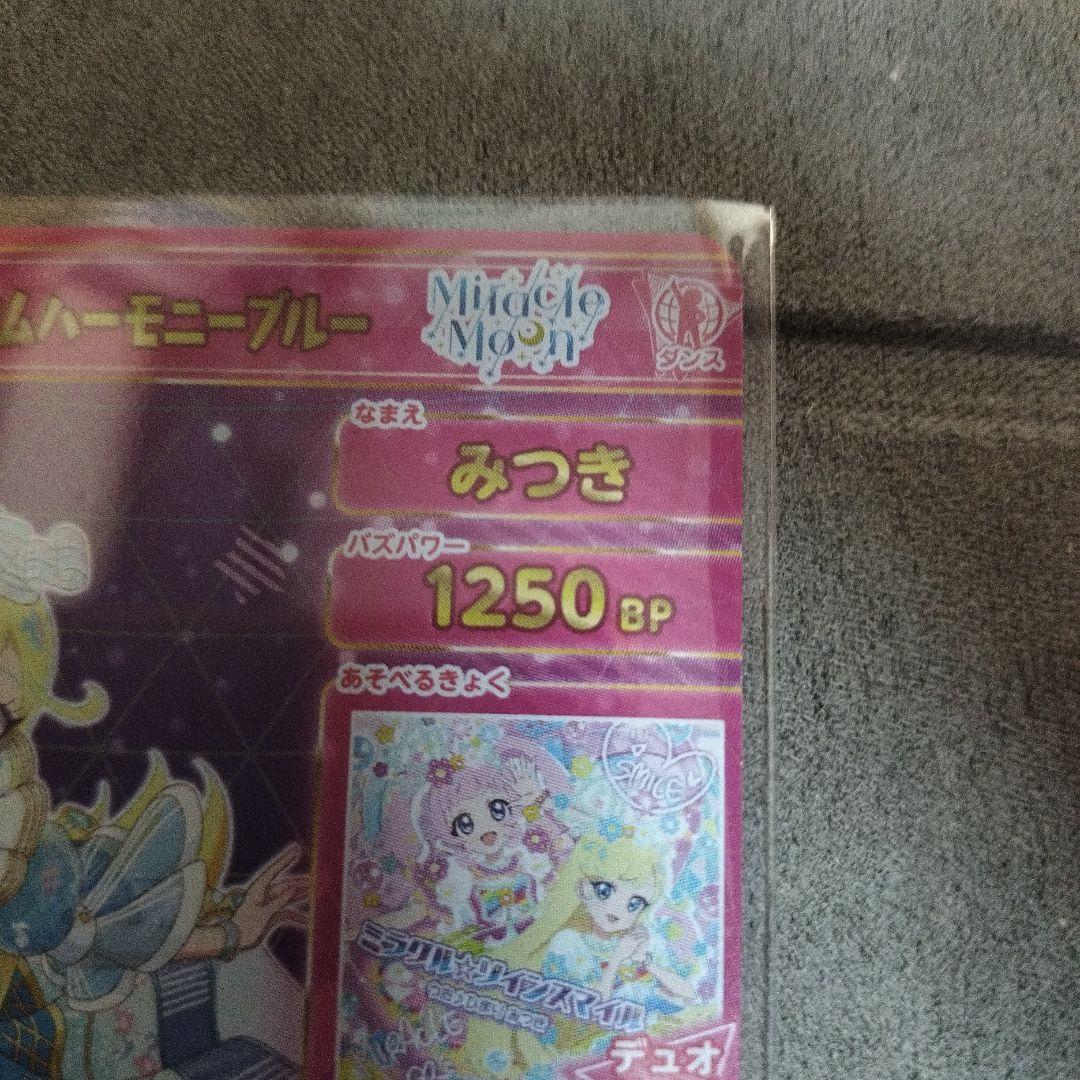 ムハーモニーブルー
Miracle
Moon
ダンス
なまえ
みつき
バズパワー
1250 BP
あそべるきょく
SMILE
ミラクル☆ツインスマイル
デュオ